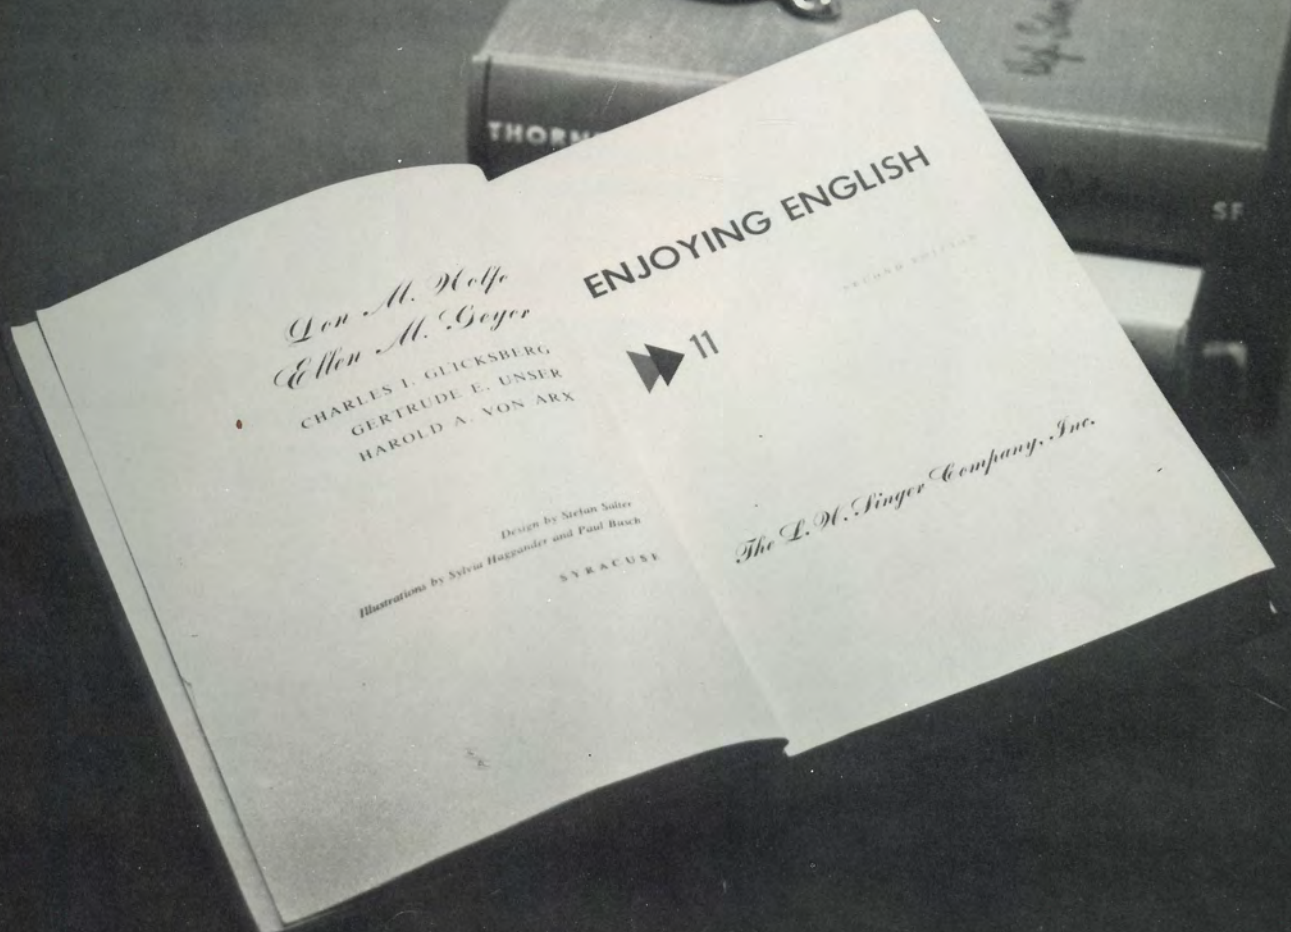 Don M. Wolfe
Ellen M. Geyer
CHARLES I. GLICKSBERG
GERTRUDE E. UNSER
HAROLD A. VON ARX
Design by Stefan Salter
Illustrations by Sylvia Haggander and Paul Busch
SYRACUSE
ENJOYING ENGLISH
SECOND EDITION
11
The L. W. Singer Company, Inc.
THORN
SF